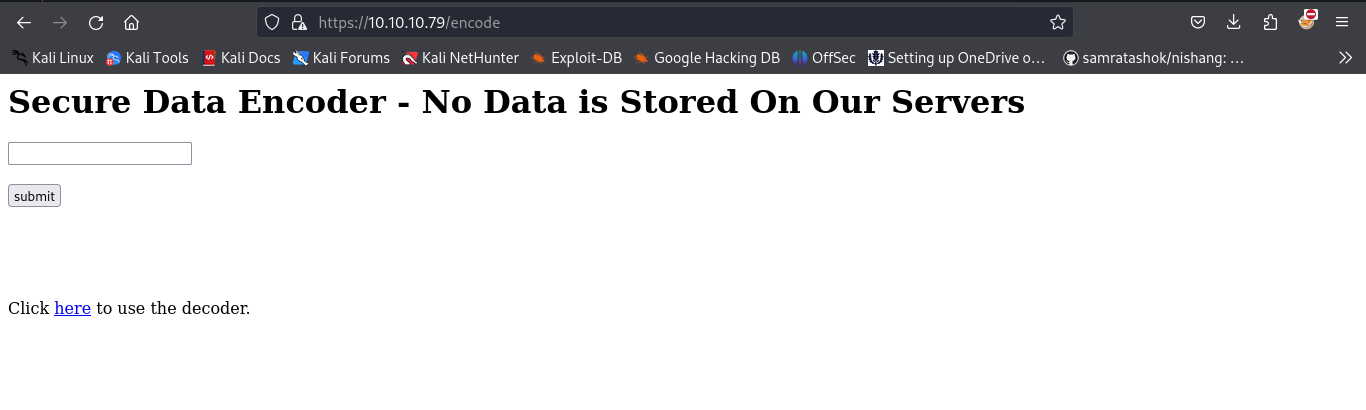 https://10.10.10.79/encode
Kali Linux Kali Tools Kali Docs Kali Forums Kali NetHunter Exploit-DB Google Hacking DB OffSec Setting up OneDrive o… samratashok/nishang: …
Secure Data Encoder - No Data is Stored On Our Servers
submit
Click here to use the decoder.